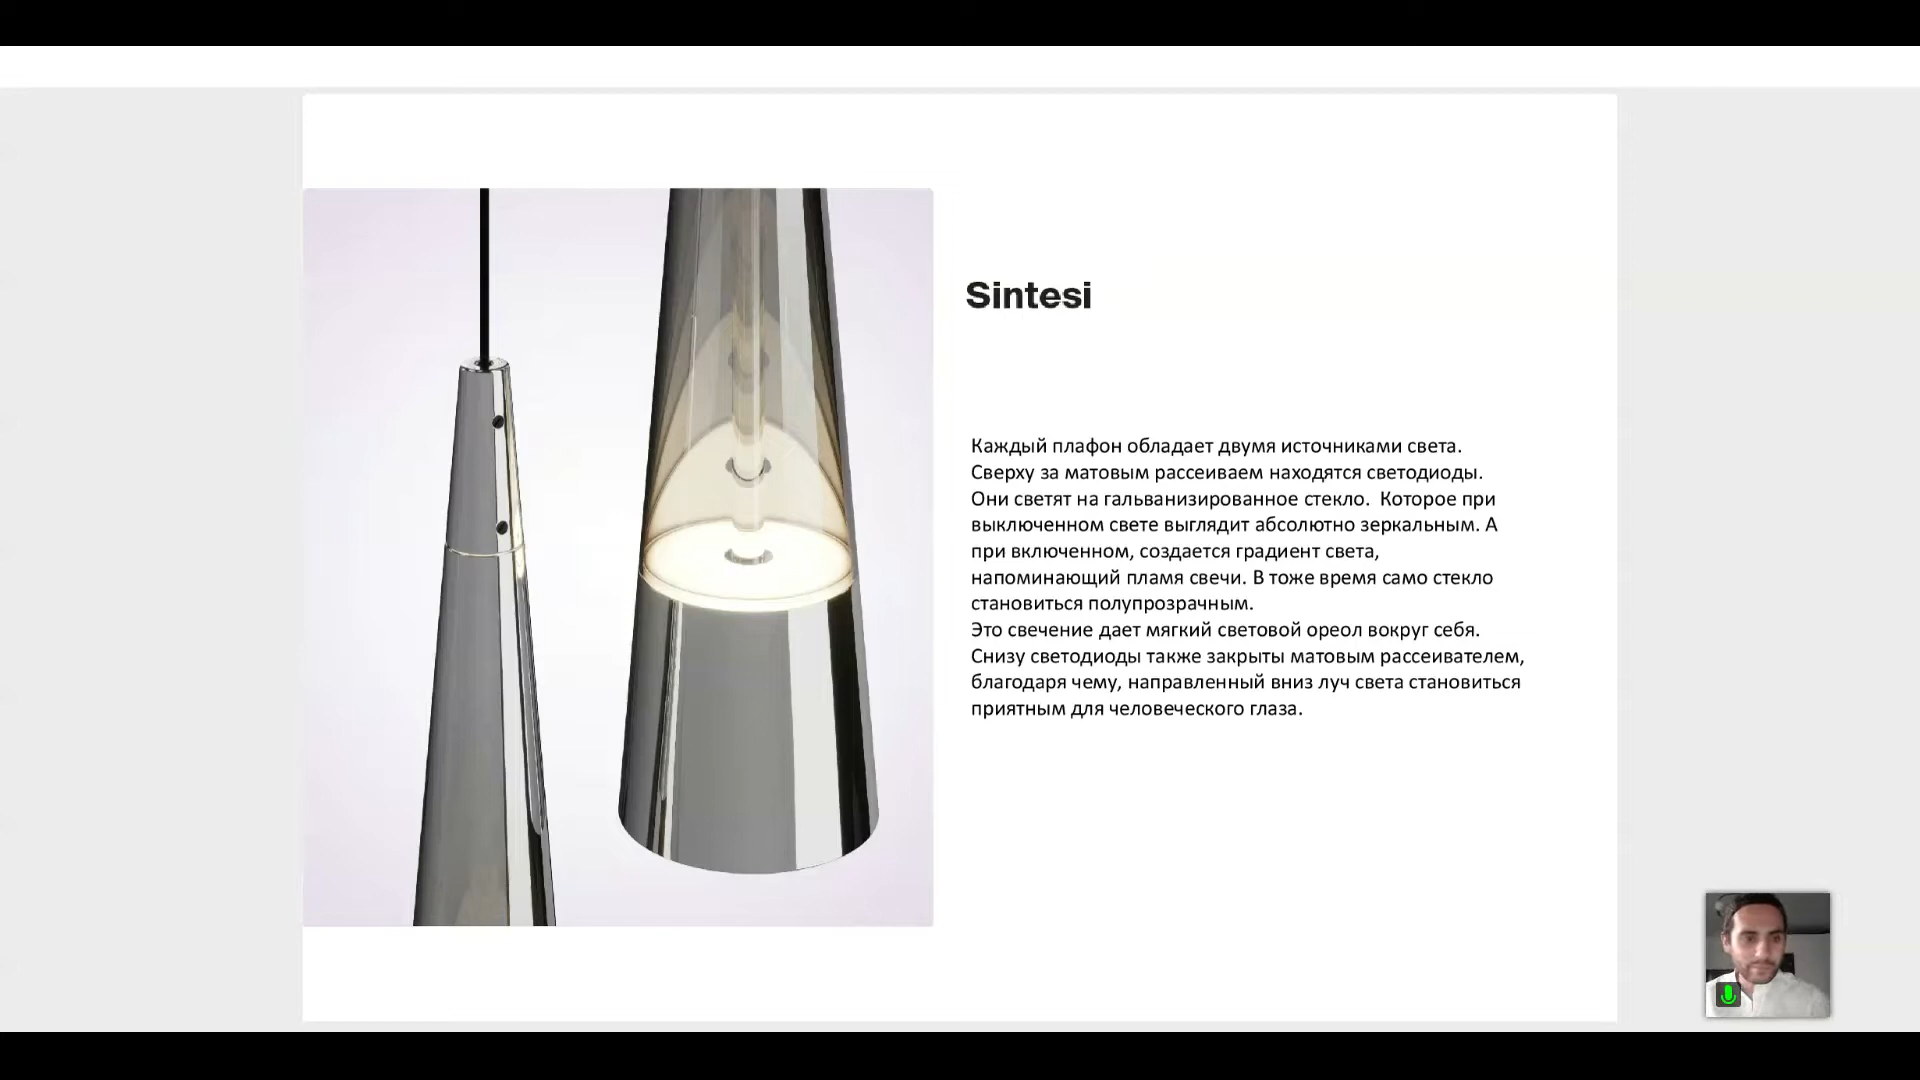 Sintesi
Каждый плафон обладает двумя источниками света.
Сверху за матовым рассеиваем находятся светодиоды.
Они светят на гальванизированное стекло.  Которое при
выключенном свете выглядит абсолютно зеркальным. А
при включенном, создается градиент света,
напоминающий пламя свечи. В тоже время само стекло
становиться полупрозрачным.
Это свечение дает мягкий световой ореол вокруг себя.
Снизу светодиоды также закрыты матовым рассеивателем,
благодаря чему, направленный вниз луч света становиться
приятным для человеческого глаза.